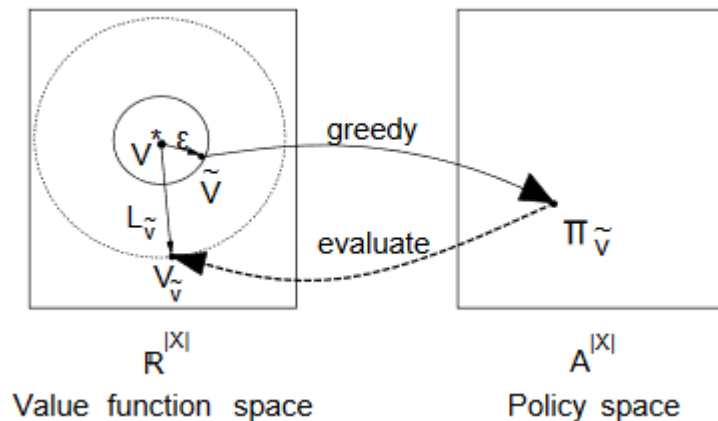 greedy
V* ε
Ṽ
L_ṽ
evaluate
π_ṽ
V_ṽ
R^|X|
A^|X|
Value function space
Policy space